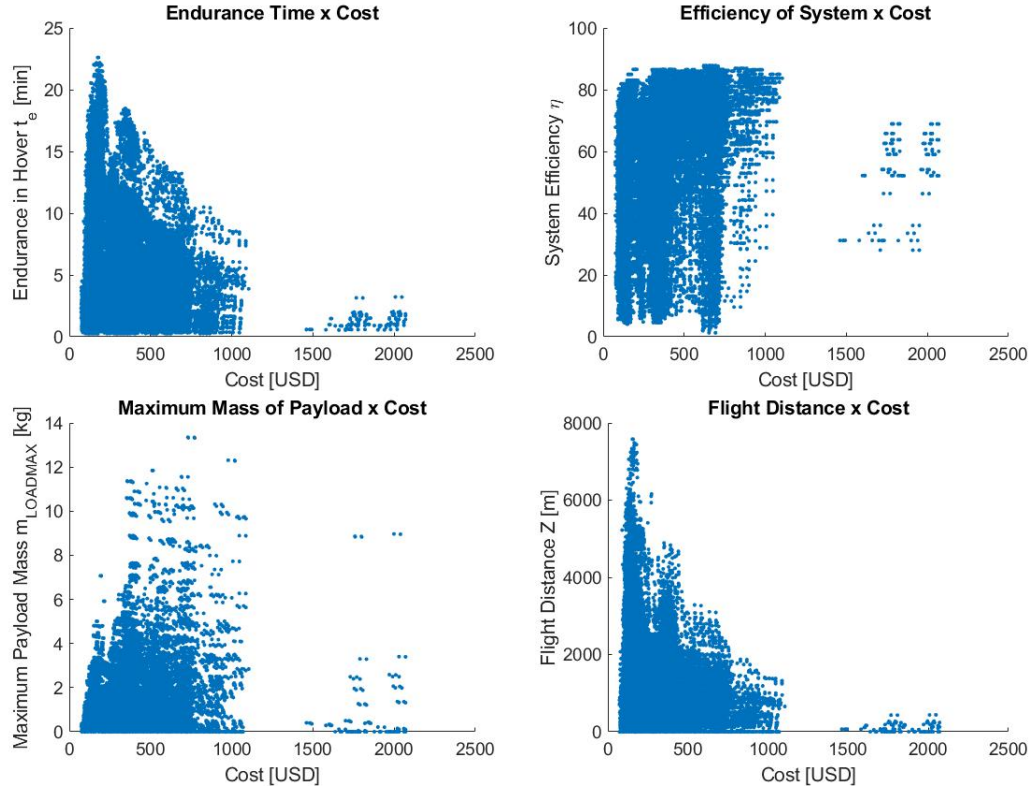 Endurance Time x Cost
Endurance in Hover t_e [min]
25
20
15
10
5
0
0 500 1000 1500 2000 2500
Cost [USD]
Efficiency of System x Cost
System Efficiency η
100
80
60
40
20
0
0 500 1000 1500 2000 2500
Cost [USD]
Maximum Mass of Payload x Cost
Maximum Payload Mass m_LOADMAX [kg]
14
12
10
8
6
4
2
0
0 500 1000 1500 2000 2500
Cost [USD]
Flight Distance x Cost
Flight Distance Z [m]
8000
6000
4000
2000
0
0 500 1000 1500 2000 2500
Cost [USD]